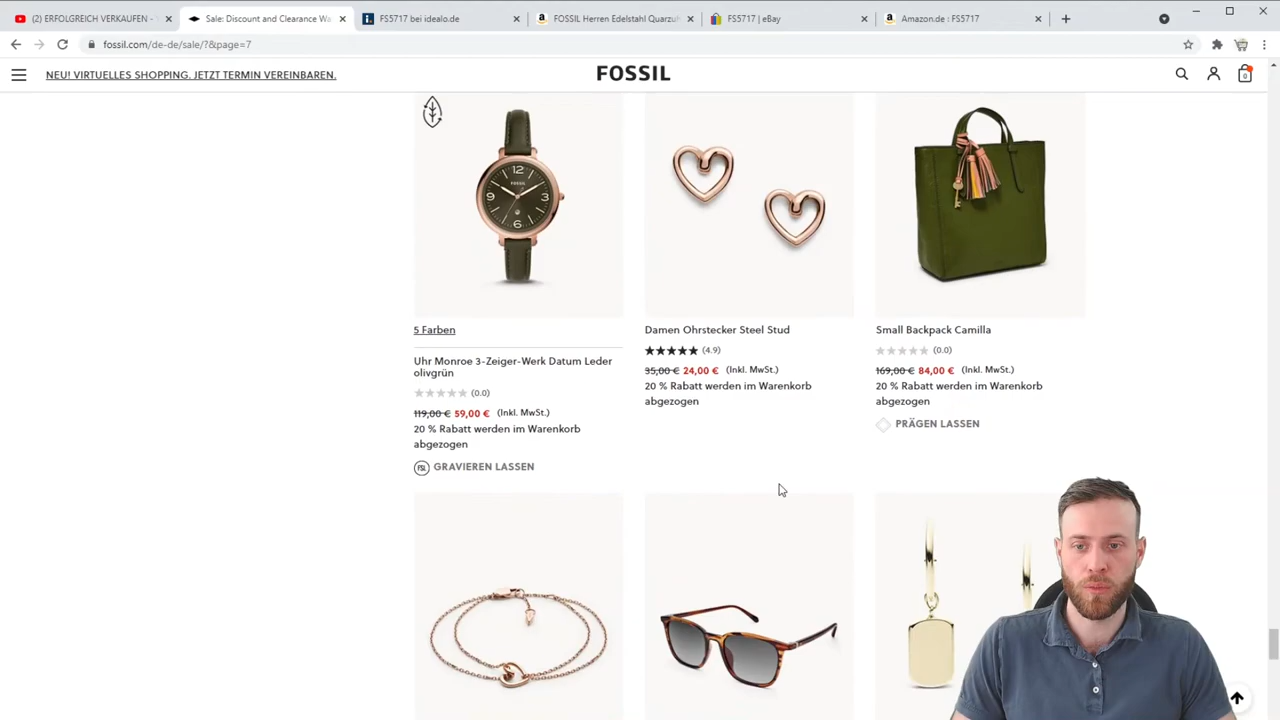 (2) ERFOLGREICH VERKAUFEN -
Sale: Discount and Clearance Wa
FS5717 bei idealo.de
FOSSIL Herren Edelstahl Quarzuh
FS5717 | eBay
Amazon.de : FS5717
fossil.com/de-de/sale/?&page=7
NEU! VIRTUELLES SHOPPING. JETZT TERMIN VEREINBAREN.
FOSSIL
0
5 Farben
Uhr Monroe 3-Zeiger-Werk Datum Leder
olivgrün
(0.0)
119,00 € 59,00 € (Inkl. MwSt.)
20 % Rabatt werden im Warenkorb
abgezogen
GRAVIEREN LASSEN
Damen Ohrstecker Steel Stud
(4.9)
35,00 € 24,00 € (Inkl. MwSt.)
20 % Rabatt werden im Warenkorb
abgezogen
Small Backpack Camilla
(0.0)
169,00 € 84,00 € (Inkl. MwSt.)
20 % Rabatt werden im Warenkorb
abgezogen
PRÄGEN LASSEN